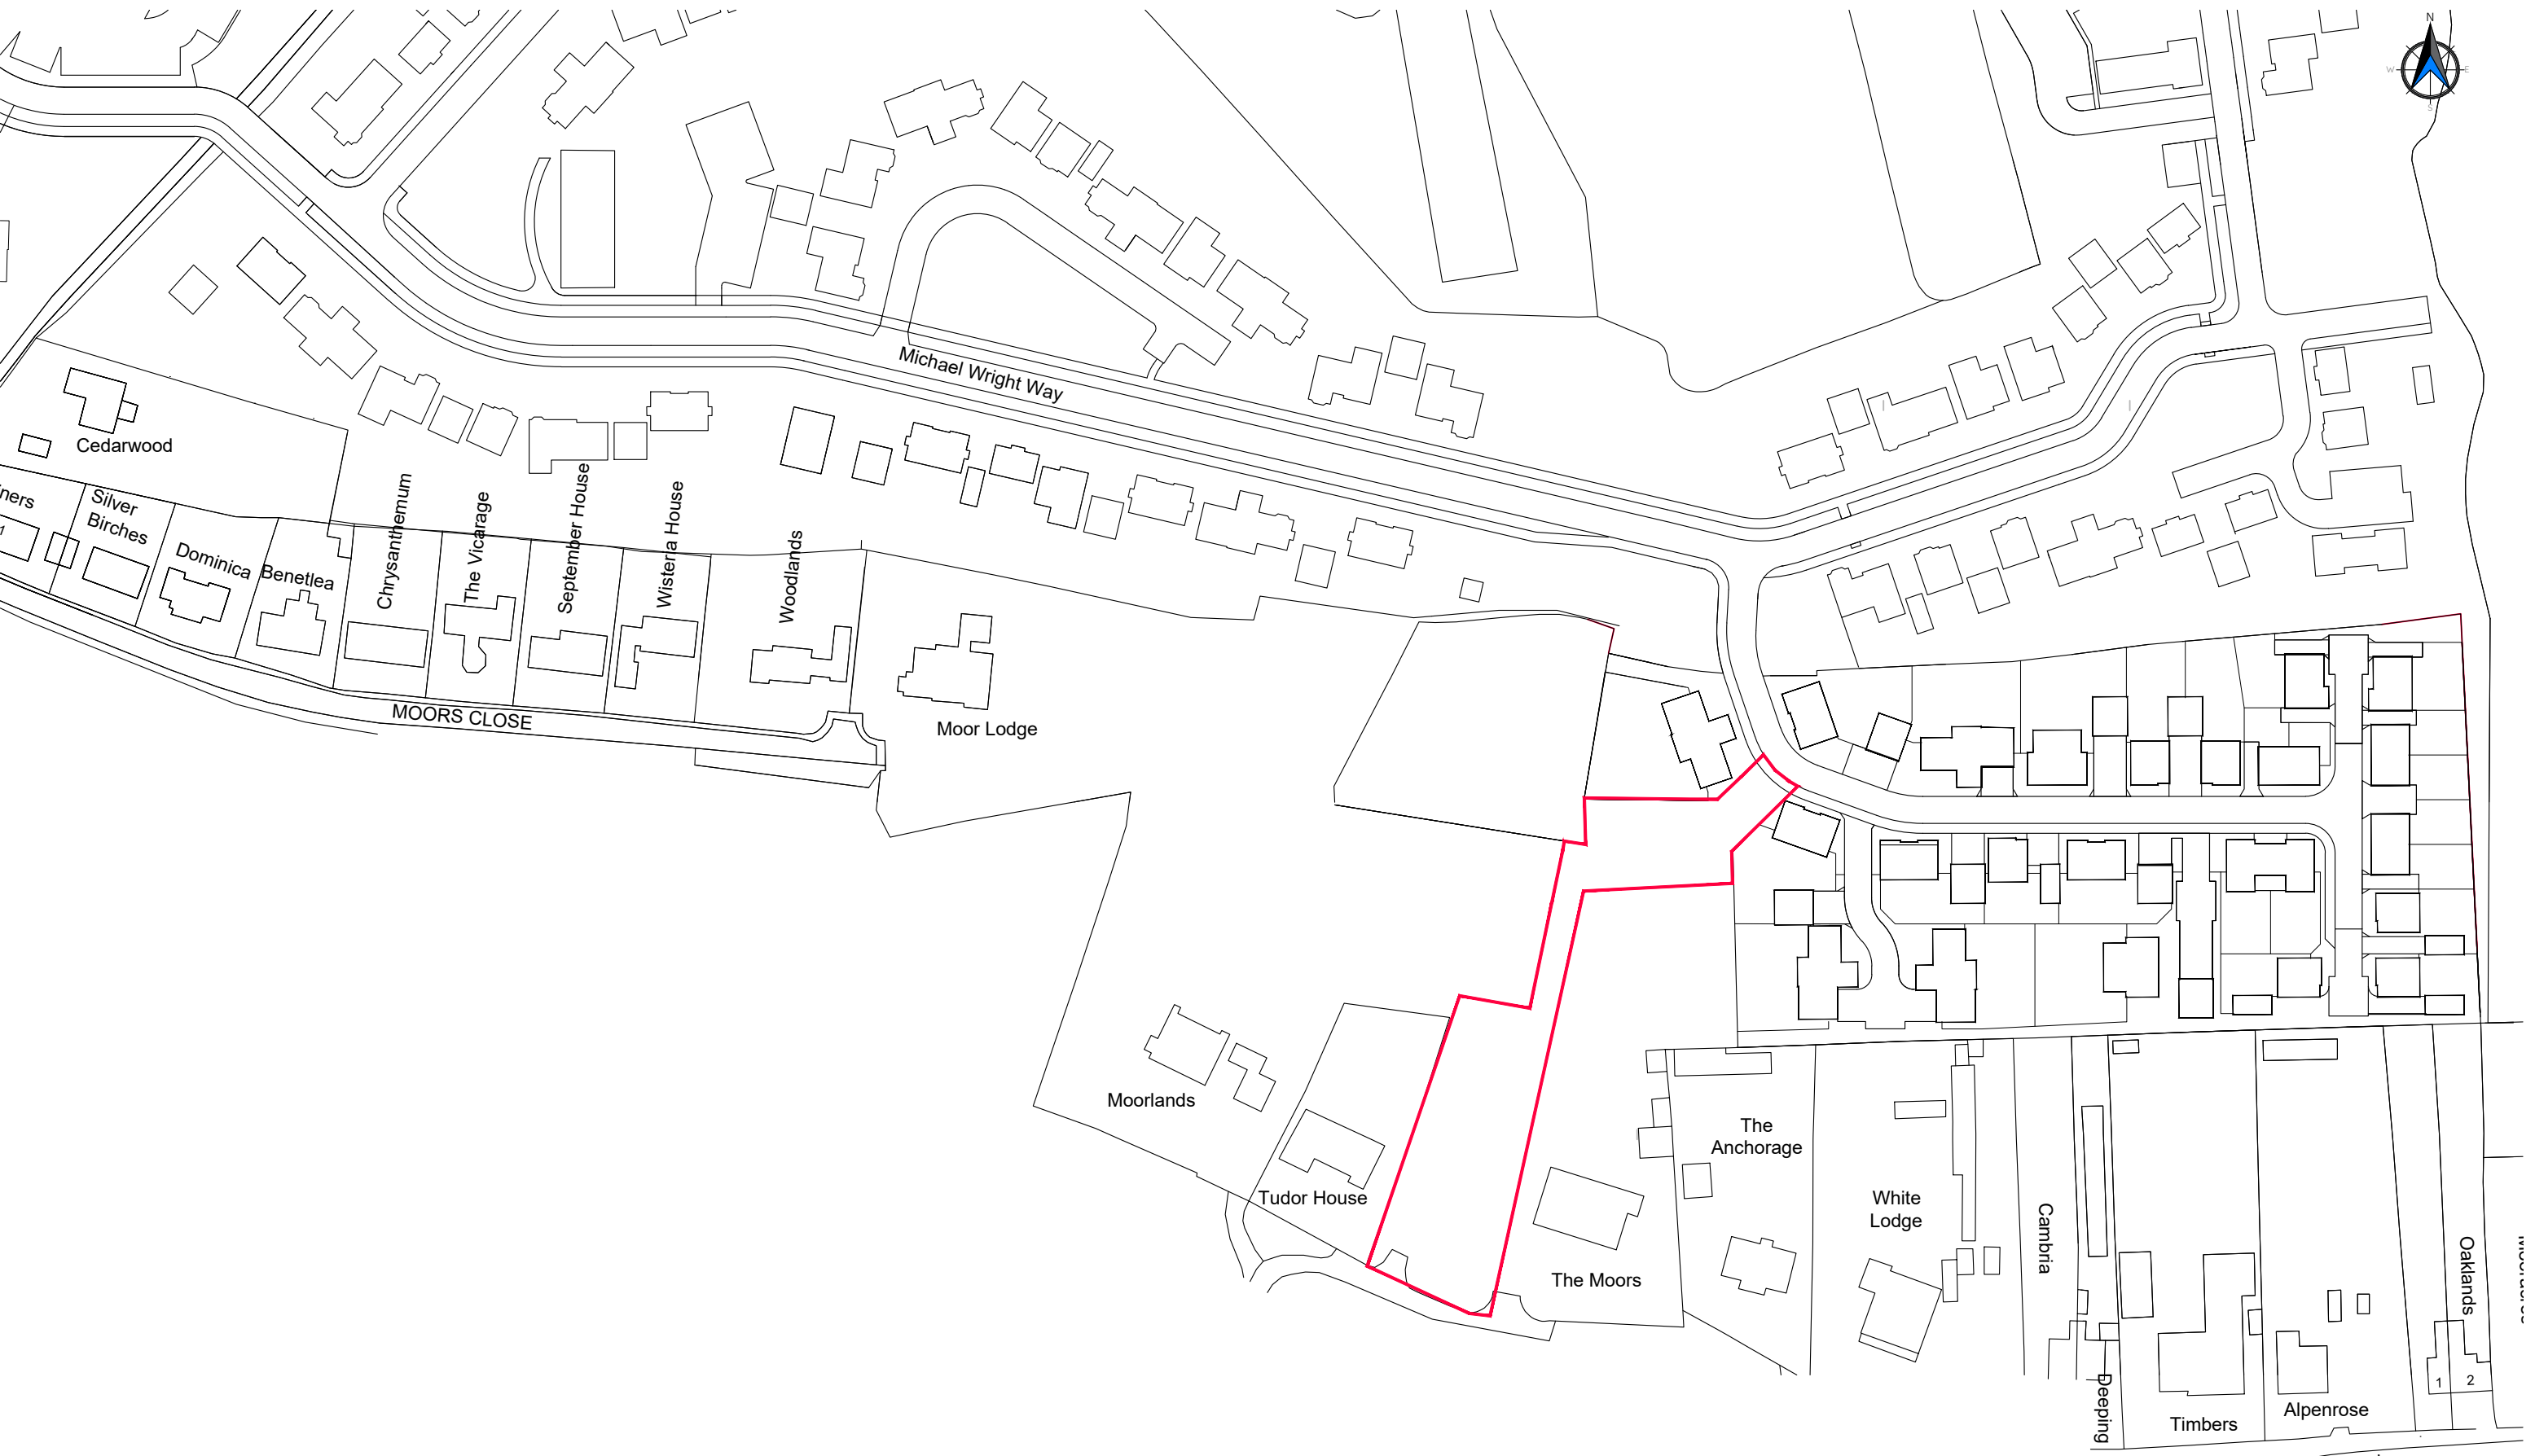 N
W
E
S
Michael Wright Way
Cedarwood
Silver
Birches
Dominica
Benetlea
Chrysanthemum
The Vicarage
September House
Wisteria House
Woodlands
MOORS CLOSE
Moor Lodge
Moorlands
Tudor House
The Moors
The
Anchorage
White
Lodge
Cambria
Deeping
Timbers
Alpenrose
Oaklands
1
2
1